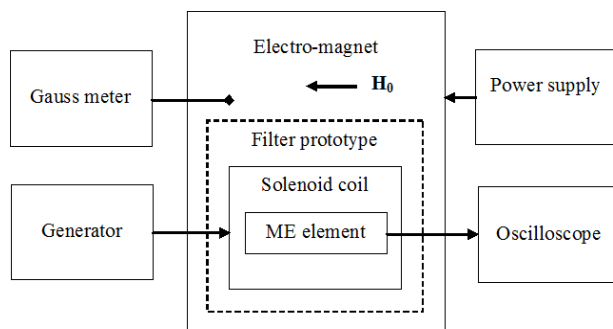 Electro-magnet
H₀
Gauss meter
Power supply
Filter prototype
Solenoid coil
ME element
Generator
Oscilloscope